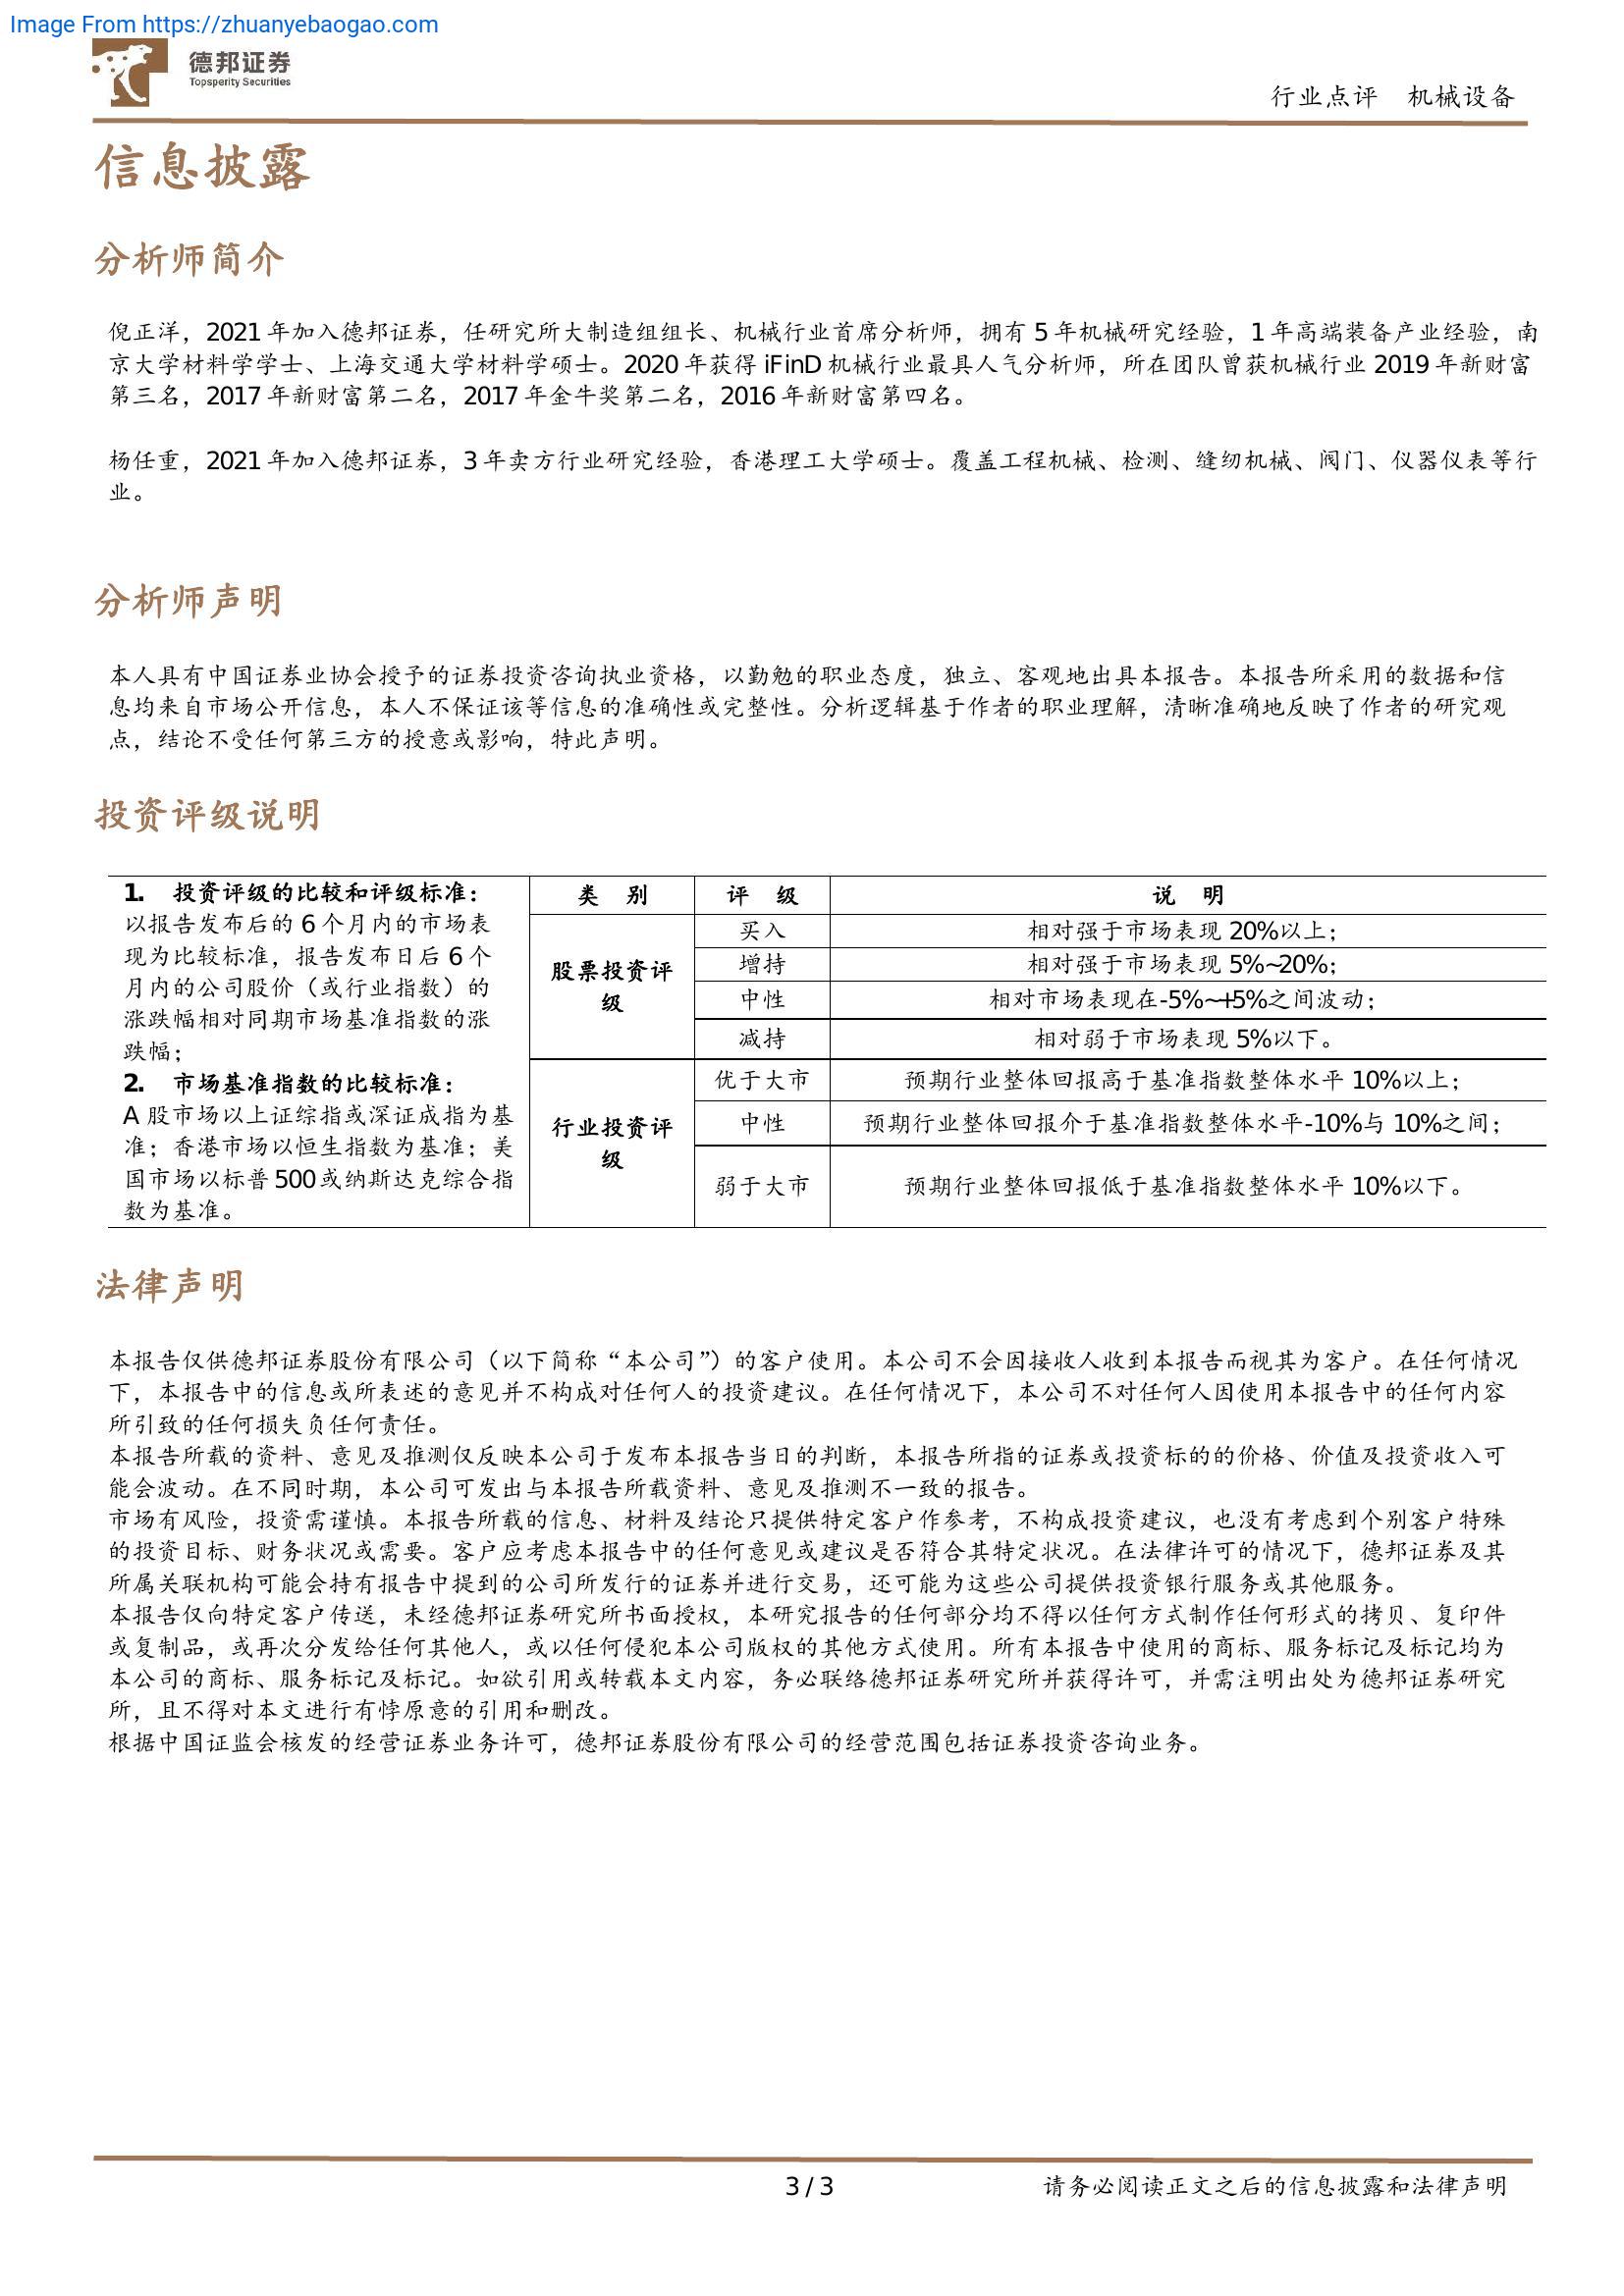 Image From https://zhuanyebaogao.com
德邦证券
Topsperity Securities
行业点评 机械设备
信息披露
分析师简介
倪正洋，2021 年加入德邦证券，任研究所大制造组组长、机械行业首席分析师，拥有 5 年机械研究经验，1 年高端装备产业经验，南
京大学材料学学士、上海交通大学材料学硕士。2020 年获得 iFinD 机械行业最具人气分析师，所在团队曾获机械行业 2019 年新财富
第三名，2017 年新财富第二名，2017 年金牛奖第二名，2016 年新财富第四名。
杨任重，2021 年加入德邦证券，3 年卖方行业研究经验，香港理工大学硕士。覆盖工程机械、检测、缝纫机械、阀门、仪器仪表等行
业。
分析师声明
本人具有中国证券业协会授予的证券投资咨询执业资格，以勤勉的职业态度，独立、客观地出具本报告。本报告所采用的数据和信
息均来自市场公开信息，本人不保证该等信息的准确性或完整性。分析逻辑基于作者的职业理解，清晰准确地反映了作者的研究观
点，结论不受任何第三方的授意或影响，特此声明。
投资评级说明
1. 投资评级的比较和评级标准：
以报告发布后的 6 个月内的市场表
现为比较标准，报告发布日后 6 个
月内的公司股价（或行业指数）的
涨跌幅相对同期市场基准指数的涨
跌幅；
2. 市场基准指数的比较标准：
A 股市场以上证综指或深证成指为基
准；香港市场以恒生指数为基准；美
国市场以标普 500 或纳斯达克综合指
数为基准。
类 别 评 级 说 明
股票投资评
级
买入 相对强于市场表现 20%以上；
增持 相对强于市场表现 5%~20%；
中性 相对市场表现在-5%~+5%之间波动；
减持 相对弱于市场表现 5%以下。
行业投资评
级
优于大市 预期行业整体回报高于基准指数整体水平 10%以上；
中性 预期行业整体回报介于基准指数整体水平-10%与 10%之间；
弱于大市 预期行业整体回报低于基准指数整体水平 10%以下。
法律声明
本报告仅供德邦证券股份有限公司（以下简称“本公司”）的客户使用。本公司不会因接收人收到本报告而视其为客户。在任何情况
下，本报告中的信息或所表述的意见并不构成对任何人的投资建议。在任何情况下，本公司不对任何人因使用本报告中的任何内容
所引致的任何损失负任何责任。
本报告所载的资料、意见及推测仅反映本公司于发布本报告当日的判断，本报告所指的证券或投资标的的价格、价值及投资收入可
能会波动。在不同时期，本公司可发出与本报告所载资料、意见及推测不一致的报告。
市场有风险，投资需谨慎。本报告所载的信息、材料及结论只提供特定客户作参考，不构成投资建议，也没有考虑到个别客户特殊
的投资目标、财务状况或需要。客户应考虑本报告中的任何意见或建议是否符合其特定状况。在法律许可的情况下，德邦证券及其
所属关联机构可能会持有报告中提到的公司所发行的证券并进行交易，还可能为这些公司提供投资银行服务或其他服务。
本报告仅向特定客户传送，未经德邦证券研究所书面授权，本研究报告的任何部分均不得以任何方式制作任何形式的拷贝、复印件
或复制品，或再次分发给任何其他人，或以任何侵犯本公司版权的其他方式使用。所有本报告中使用的商标、服务标记及标记均为
本公司的商标、服务标记及标记。如欲引用或转载本文内容，务必联络德邦证券研究所并获得许可，并需注明出处为德邦证券研究
所，且不得对本文进行有悖原意的引用和删改。
根据中国证监会核发的经营证券业务许可，德邦证券股份有限公司的经营范围包括证券投资咨询业务。
3 / 3
请务必阅读正文之后的信息披露和法律声明